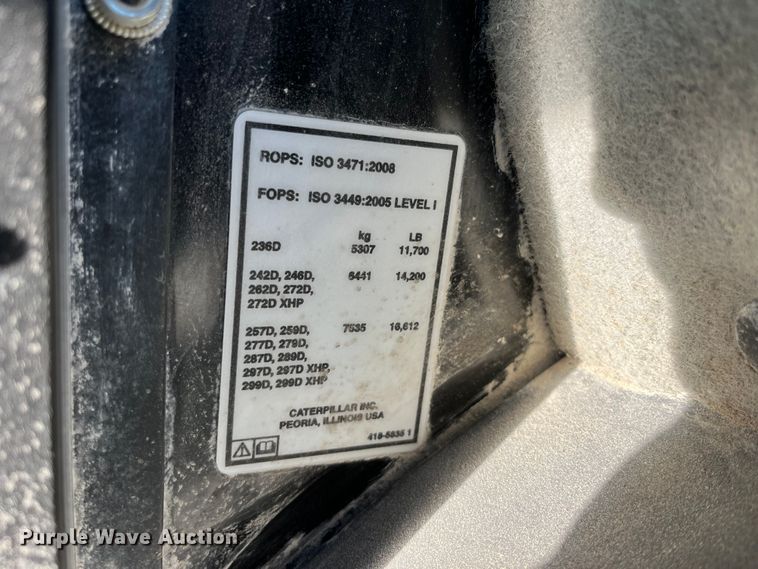 ROPS: ISO 3471:2008
FOPS: ISO 3449:2005 LEVEL I
kg LB
236D 5307 11,700
242D, 246D, 6441 14,200
262D, 272D,
272D XHP
257D, 259D, 7535 16,612
277D, 279D,
287D, 289D,
297D, 297D XHP,
299D, 299D XHP
CATERPILLAR INC.
PEORIA, ILLINOIS USA
418-5835 1
Purple Wave Auction